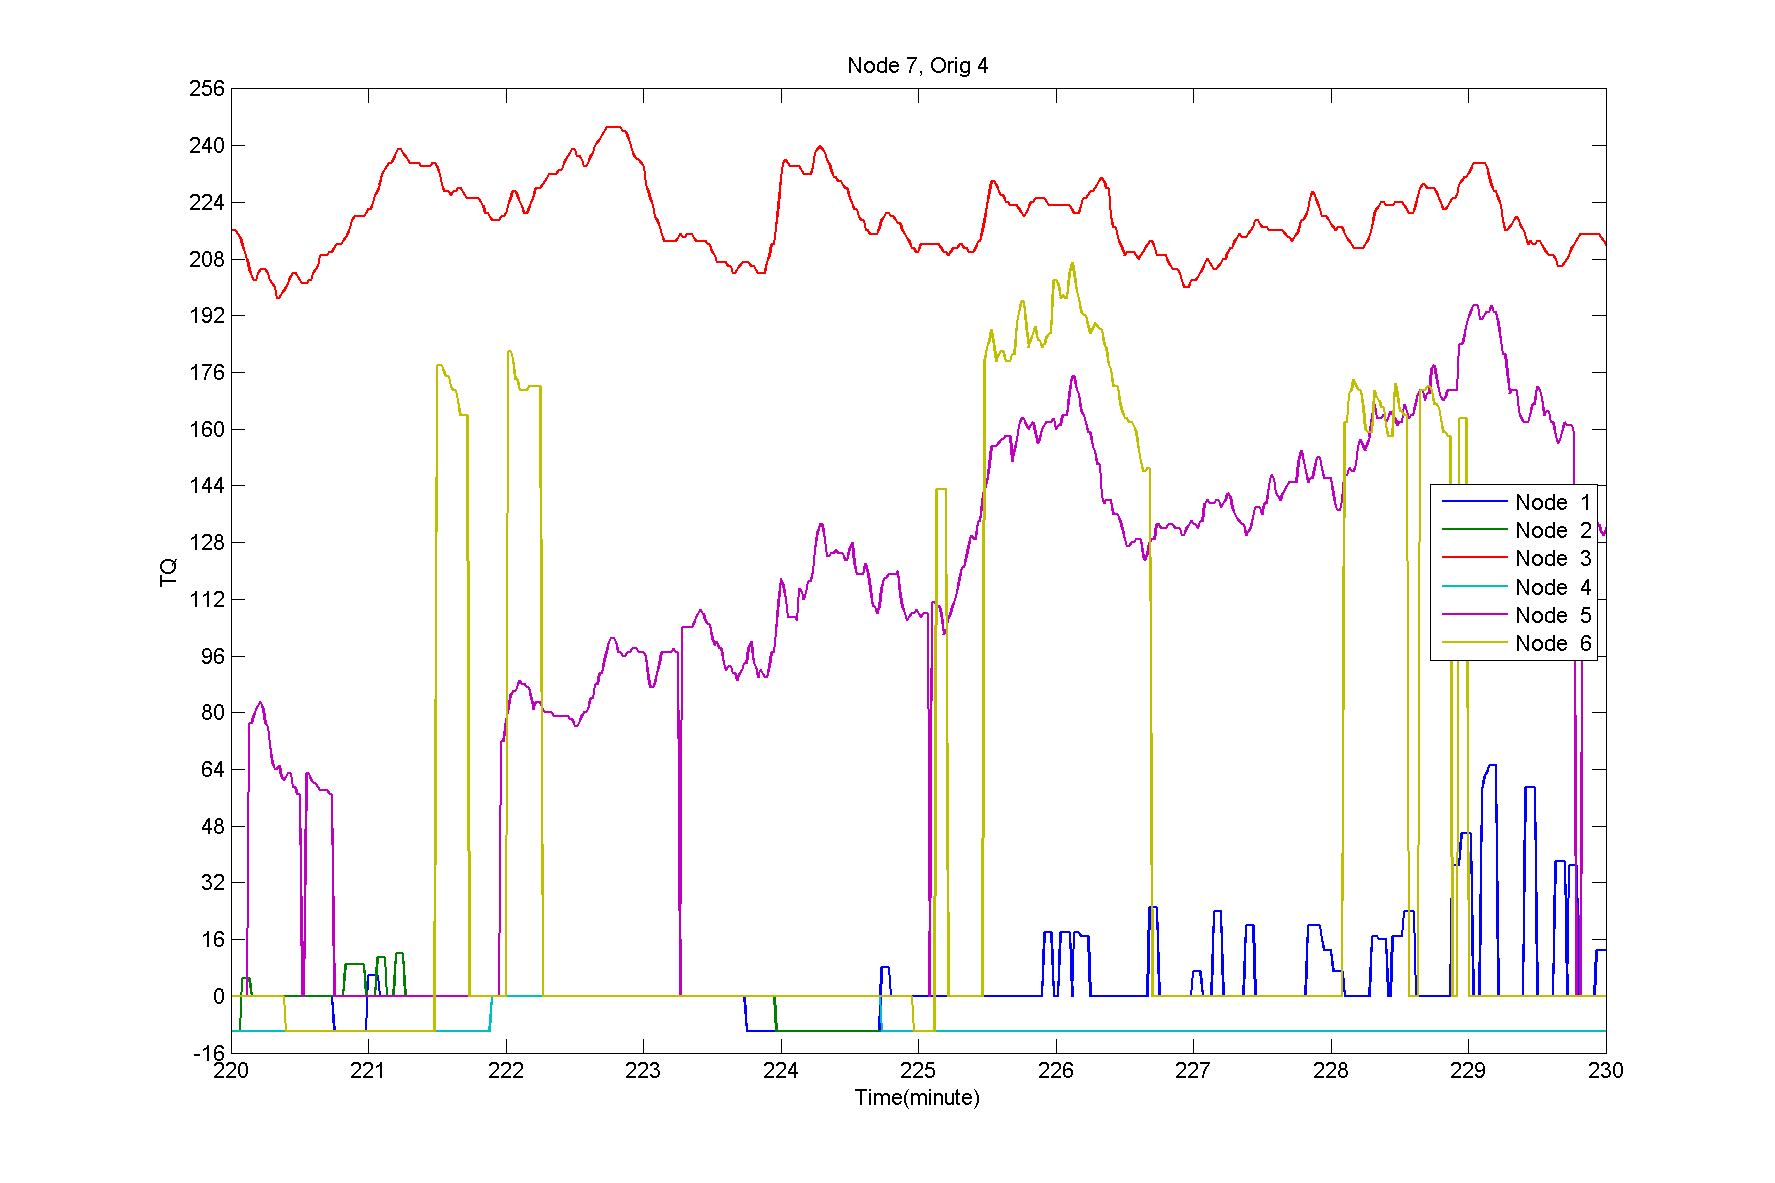 Node 7, Orig 4
256
240
224
208
192
176
160
144
128
112
96
80
64
48
32
16
0
-16
TQ
220 221 222 223 224 225 226 227 228 229 230
Time(minute)
Node 1
Node 2
Node 3
Node 4
Node 5
Node 6